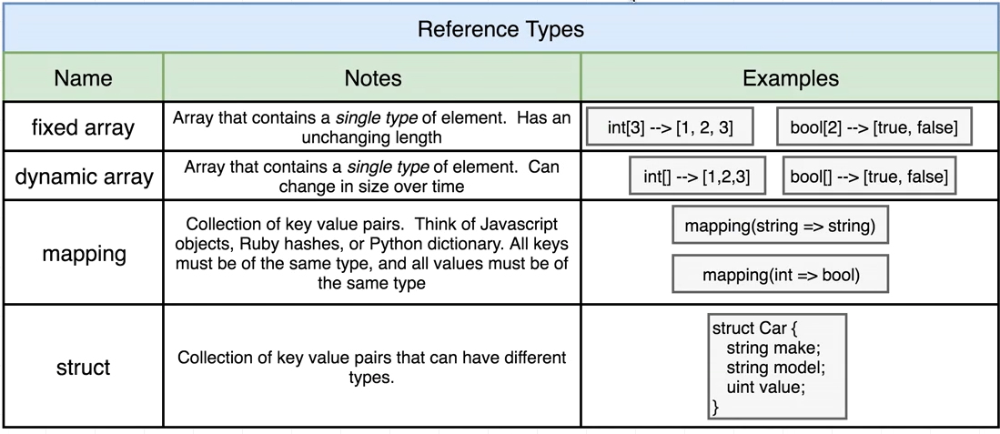 Reference Types
Name
Notes
Examples
fixed array
Array that contains a single type of element. Has an
unchanging length
int[3] --> [1, 2, 3]
bool[2] --> [true, false]
dynamic array
Array that contains a single type of element. Can
change in size over time
int[] --> [1,2,3]
bool[] --> [true, false]
mapping
Collection of key value pairs. Think of Javascript
objects, Ruby hashes, or Python dictionary. All keys
must be of the same type, and all values must be of
the same type
mapping(string => string)
mapping(int => bool)
struct
Collection of key value pairs that can have different
types.
struct Car {
string make;
string model;
uint value;
}